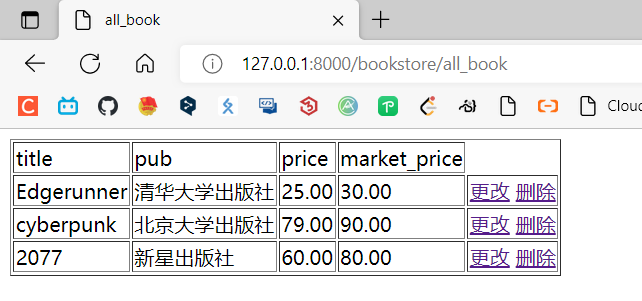 all_book
127.0.0.1:8000/bookstore/all_book
Cloud
title pub price market_price
Edgerunner 清华大学出版社 25.00 30.00 更改 删除
cyberpunk 北京大学出版社 79.00 90.00 更改 删除
2077 新星出版社 60.00 80.00 更改 删除